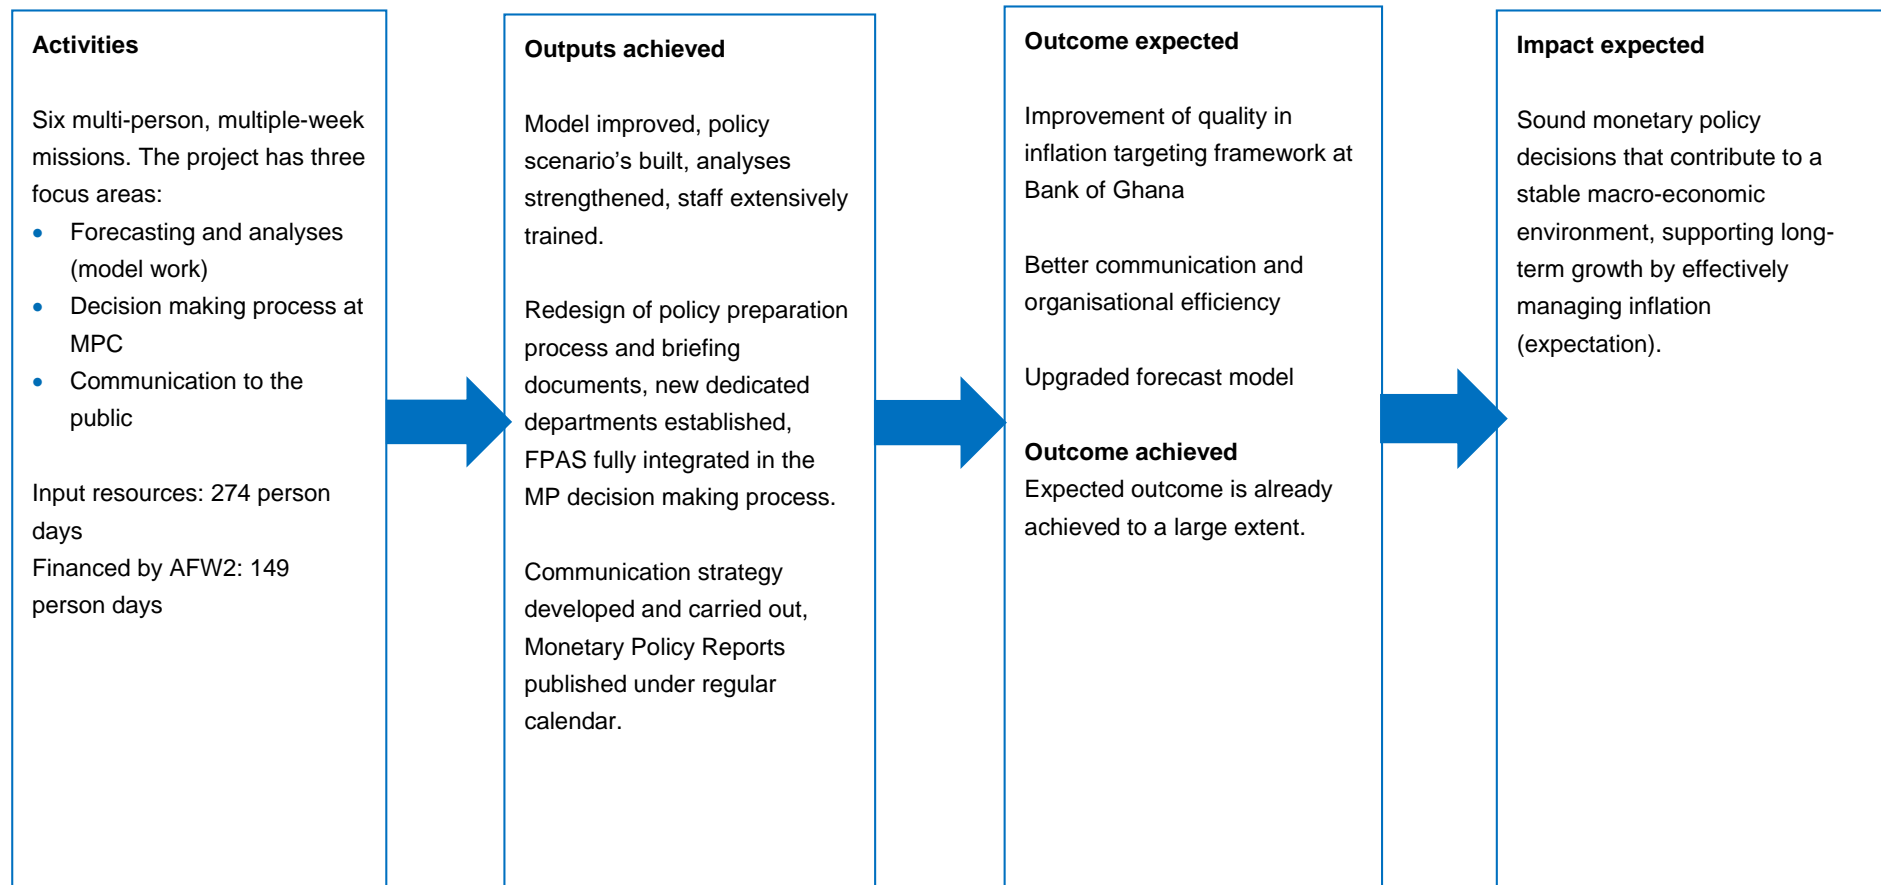 Activities
Six multi-person, multiple-week
missions. The project has three
focus areas:
• Forecasting and analyses
(model work)
• Decision making process at
MPC
• Communication to the
public
Input resources: 274 person
days
Financed by AFW2: 149
person days
Outputs achieved
Model improved, policy
scenario’s built, analyses
strengthened, staff extensively
trained.
Redesign of policy preparation
process and briefing
documents, new dedicated
departments established,
FPAS fully integrated in the
MP decision making process.
Communication strategy
developed and carried out,
Monetary Policy Reports
published under regular
calendar.
Outcome expected
Improvement of quality in
inflation targeting framework at
Bank of Ghana
Better communication and
organisational efficiency
Upgraded forecast model
Outcome achieved
Expected outcome is already
achieved to a large extent.
Impact expected
Sound monetary policy
decisions that contribute to a
stable macro-economic
environment, supporting long-
term growth by effectively
managing inflation
(expectation).